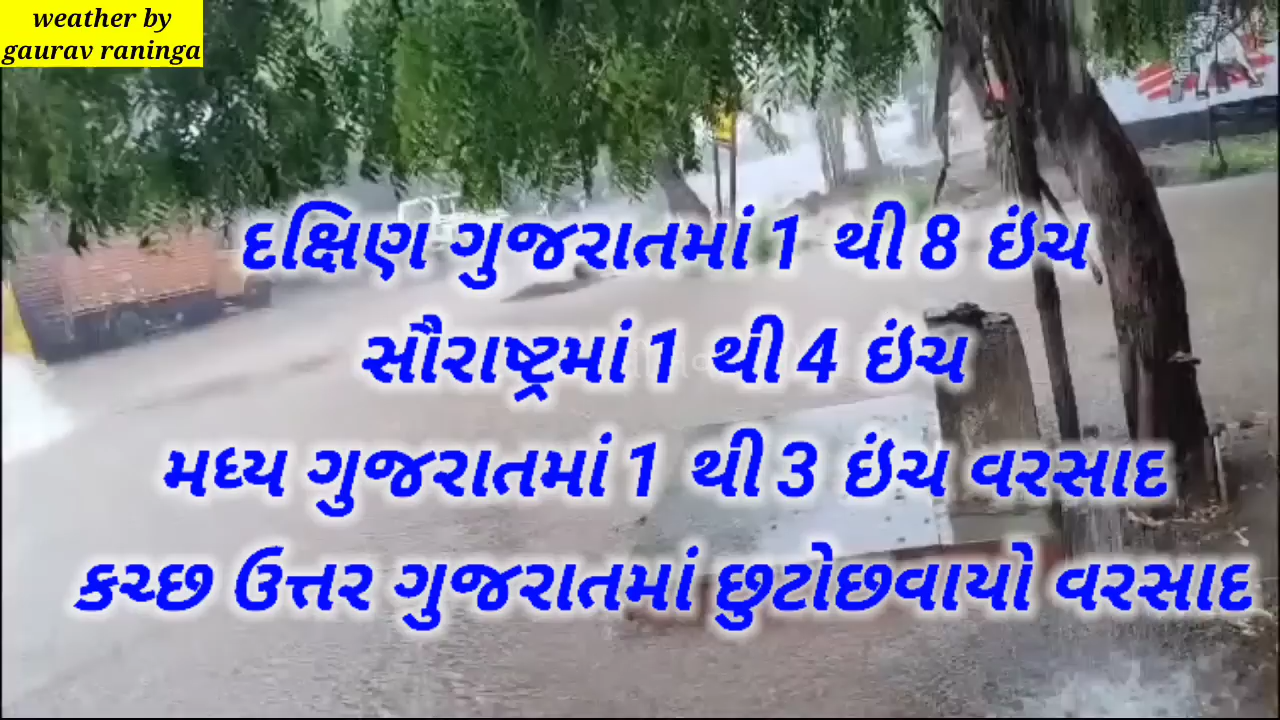 weather by
gaurav raninga
દક્ષિણ ગુજરાતમાં 1 થી 8 ઇંચ
સૌરાષ્ટ્રમાં 1 થી 4 ઇંચ
મધ્ય ગુજરાતમાં 1 થી 3 ઇંચ વરસાદ
કચ્છ ઉત્તર ગુજરાતમાં છુટોછવાયો વરસાદ